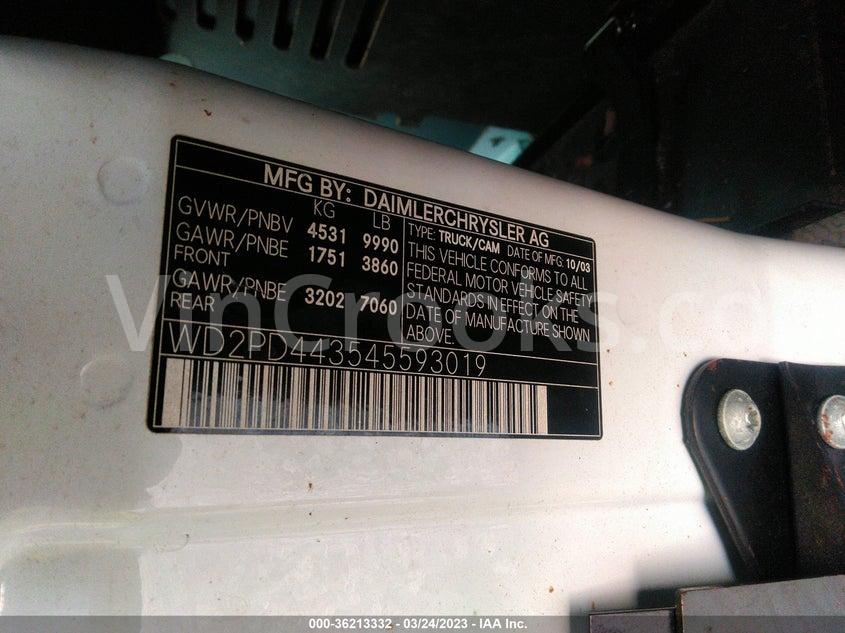 MFG BY: DAIMLERCHRYSLER AG
KG LB
GVWR/PNBV 4531 9990
GAWR/PNBE 1751 3860
FRONT
GAWR/PNBE 3202 7060
REAR
TYPE: TRUCK/CAM DATE OF MFG: 10/03
THIS VEHICLE CONFORMS TO ALL
FEDERAL MOTOR VEHICLE SAFETY
STANDARDS IN EFFECT ON THE
DATE OF MANUFACTURE SHOWN
ABOVE.
WD2PD443545593019
VinCrooks.com
000-36213332 - 03/24/2023 - IAA Inc.